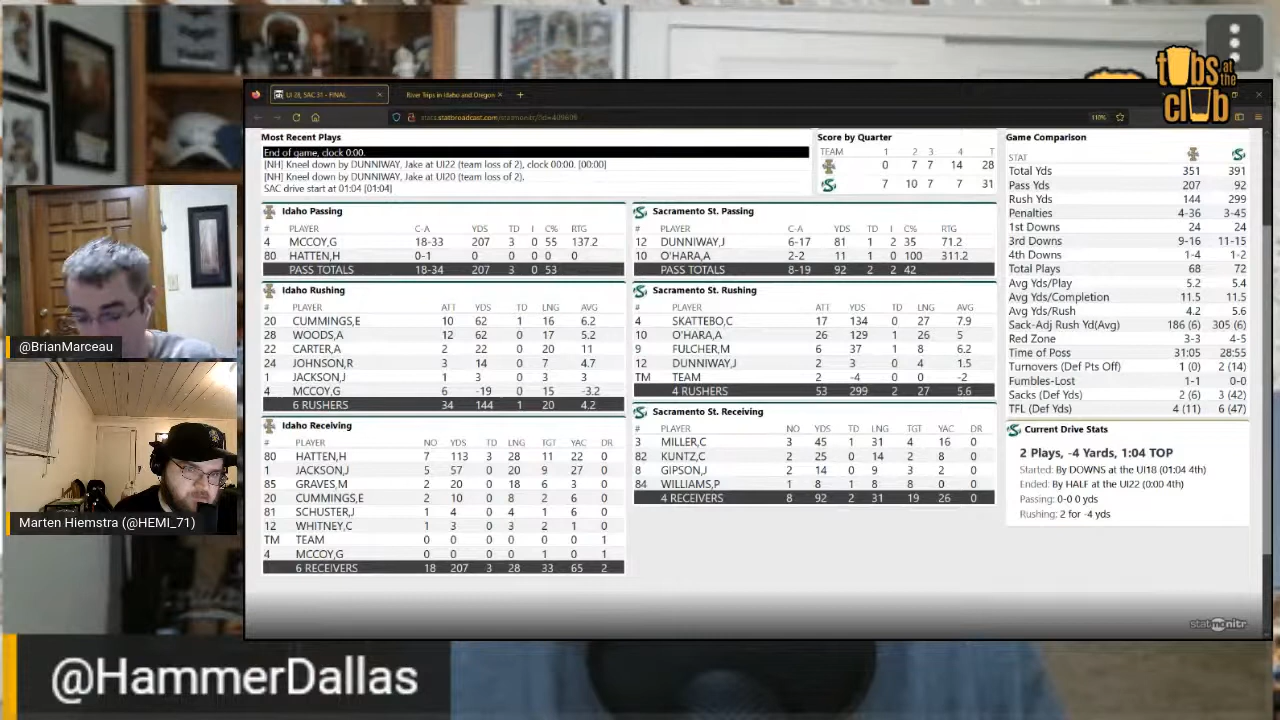 tubs
at the
club
UI 28, SAC 31 - FINAL
River Trips in Idaho and Oregon
stats.statbroadcast.com/statmonitr/?id=409609
110%
Most Recent Plays
End of game, clock 0:00.
[NH] Kneel down by DUNNIWAY, Jake at UI22 (team loss of 2), clock 00:00. [00:00]
[NH] Kneel down by DUNNIWAY, Jake at UI20 (team loss of 2).
SAC drive start at 01:04 [01:04]
Score by Quarter
TEAM 1 2 3 4 T
0 7 7 14 28
7 10 7 7 31
Game Comparison
STAT
Total Yds 351 391
Pass Yds 207 92
Rush Yds 144 299
Penalties 4-36 3-45
1st Downs 24 24
3rd Downs 9-16 11-15
4th Downs 1-4 1-2
Total Plays 68 72
Avg Yds/Play 5.2 5.4
Avg Yds/Completion 11.5 11.5
Avg Yds/Rush 4.2 5.6
Sack-Adj Rush Yd(Avg) 186 (6) 305 (6)
Red Zone 3-3 4-5
Time of Poss 31:05 28:55
Turnovers (Def Pts Off) 1 (0) 2 (14)
Fumbles-Lost 1-1 0-0
Sacks (Def Yds) 2 (6) 3 (42)
TFL (Def Yds) 4 (11) 6 (47)
Current Drive Stats
2 Plays, -4 Yards, 1:04 TOP
Started: By DOWNS at the UI18 (01:04 4th)
Ended: By HALF at the UI22 (0:00 4th)
Passing: 0-0 0 yds
Rushing: 2 for -4 yds
Idaho Passing
# PLAYER C-A YDS TD I C% RTG
4 MCCOY,G 18-33 207 3 0 55 137.2
80 HATTEN,H 0-1 0 0 0 0 0
PASS TOTALS 18-34 207 3 0 53
Idaho Rushing
# PLAYER ATT YDS TD LNG AVG
20 CUMMINGS,E 10 62 1 16 6.2
28 WOODS,A 12 62 0 17 5.2
22 CARTER,A 2 22 0 20 11
24 JOHNSON,R 3 14 0 7 4.7
1 JACKSON,J 1 3 0 3 3
4 MCCOY,G 6 -19 0 15 -3.2
6 RUSHERS 34 144 1 20 4.2
Idaho Receiving
# PLAYER NO YDS TD LNG TGT YAC DR
80 HATTEN,H 7 113 3 28 11 22 0
1 JACKSON,J 5 57 0 20 9 27 0
85 GRAVES,M 2 20 0 18 6 3 0
20 CUMMINGS,E 2 10 0 8 2 6 0
81 SCHUSTER,J 1 4 0 4 1 6 0
12 WHITNEY,C 1 3 0 3 2 1 0
TM TEAM 0 0 0 0 0 0 1
4 MCCOY,G 0 0 0 0 1 0 1
6 RECEIVERS 18 207 3 28 33 65 2
Sacramento St. Passing
# PLAYER C-A YDS TD I C% RTG
12 DUNNIWAY,J 6-17 81 1 2 35 71.2
10 O'HARA,A 2-2 11 1 0 100 311.2
PASS TOTALS 8-19 92 2 2 42
Sacramento St. Rushing
# PLAYER ATT YDS TD LNG AVG
4 SKATTEBO,C 17 134 0 27 7.9
10 O'HARA,A 26 129 1 26 5
9 FULCHER,M 6 37 1 8 6.2
12 DUNNIWAY,J 2 3 0 4 1.5
TM TEAM 2 -4 0 0 -2
4 RUSHERS 53 299 2 27 5.6
Sacramento St. Receiving
# PLAYER NO YDS TD LNG TGT YAC DR
3 MILLER,C 3 45 1 31 4 16 0
82 KUNTZ,C 2 25 0 14 2 8 0
8 GIPSON,J 2 14 0 9 9 2 0
84 WILLIAMS,P 1 8 1 8 1 0 0
4 RECEIVERS 8 92 2 31 19 26 0
statmonitr
@BrianMarceau
Marten Hiemstra (@HEMI_71)
@HammerDallas